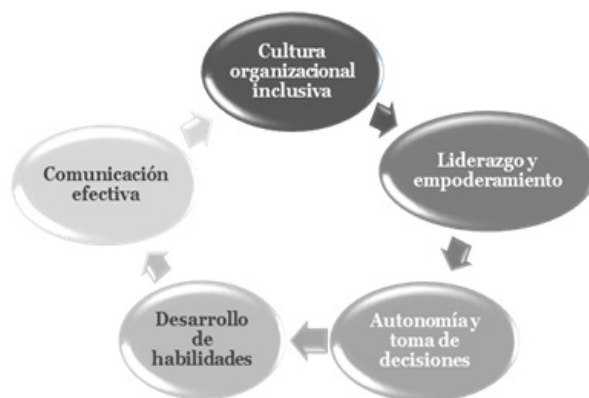 Cultura
organizacional
inclusiva
Liderazgo y
empoderamiento
Autonomía y
toma de
decisiones
Desarrollo
de
habilidades
Comunicación
efectiva